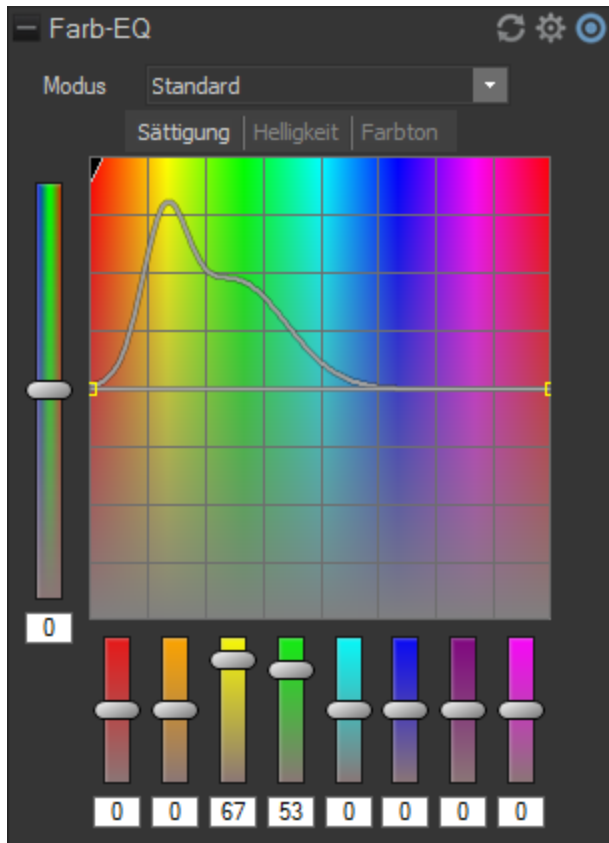 Farb-EQ
Modus Standard
Sättigung Helligkeit Farbton
0
0 0 67 53 0 0 0 0